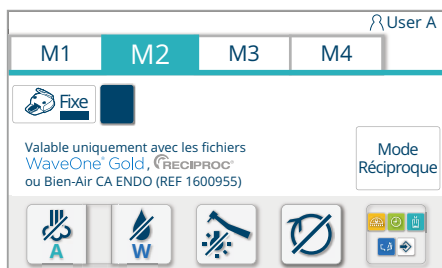 User A
M1 M2 M3 M4
Fixe
Valable uniquement avec les fichiers
WaveOne® Gold, RECIPROC®
ou Bien-Air CA ENDO (REF 1600955)
Mode
Réciproque
A W